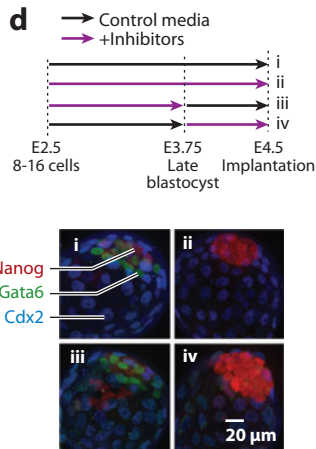 d
Control media
+Inhibitors
i
ii
iii
iv
E2.5 E3.75 E4.5
8-16 cells Late Implantation
blastocyst
i ii
Nanog
Gata6
Cdx2
iii iv
20 µm